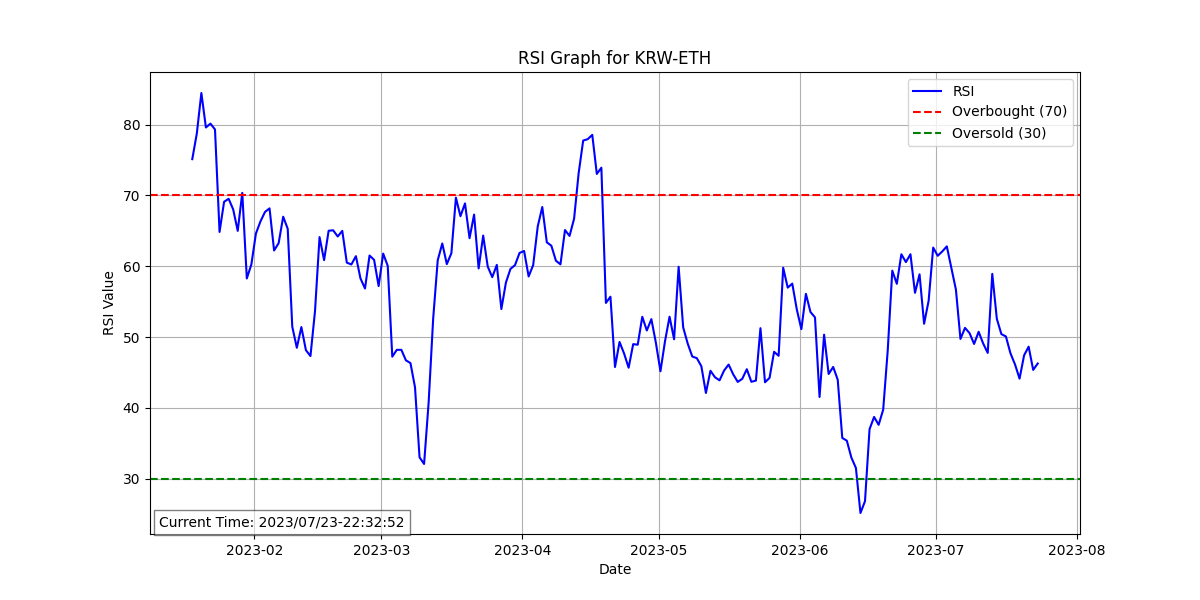 RSI Graph for KRW-ETH
RSI
Overbought (70)
Oversold (30)
RSI Value
80
70
60
50
40
30
Current Time: 2023/07/23-22:32:52
2023-02
2023-03
2023-04
2023-05
2023-06
2023-07
2023-08
Date